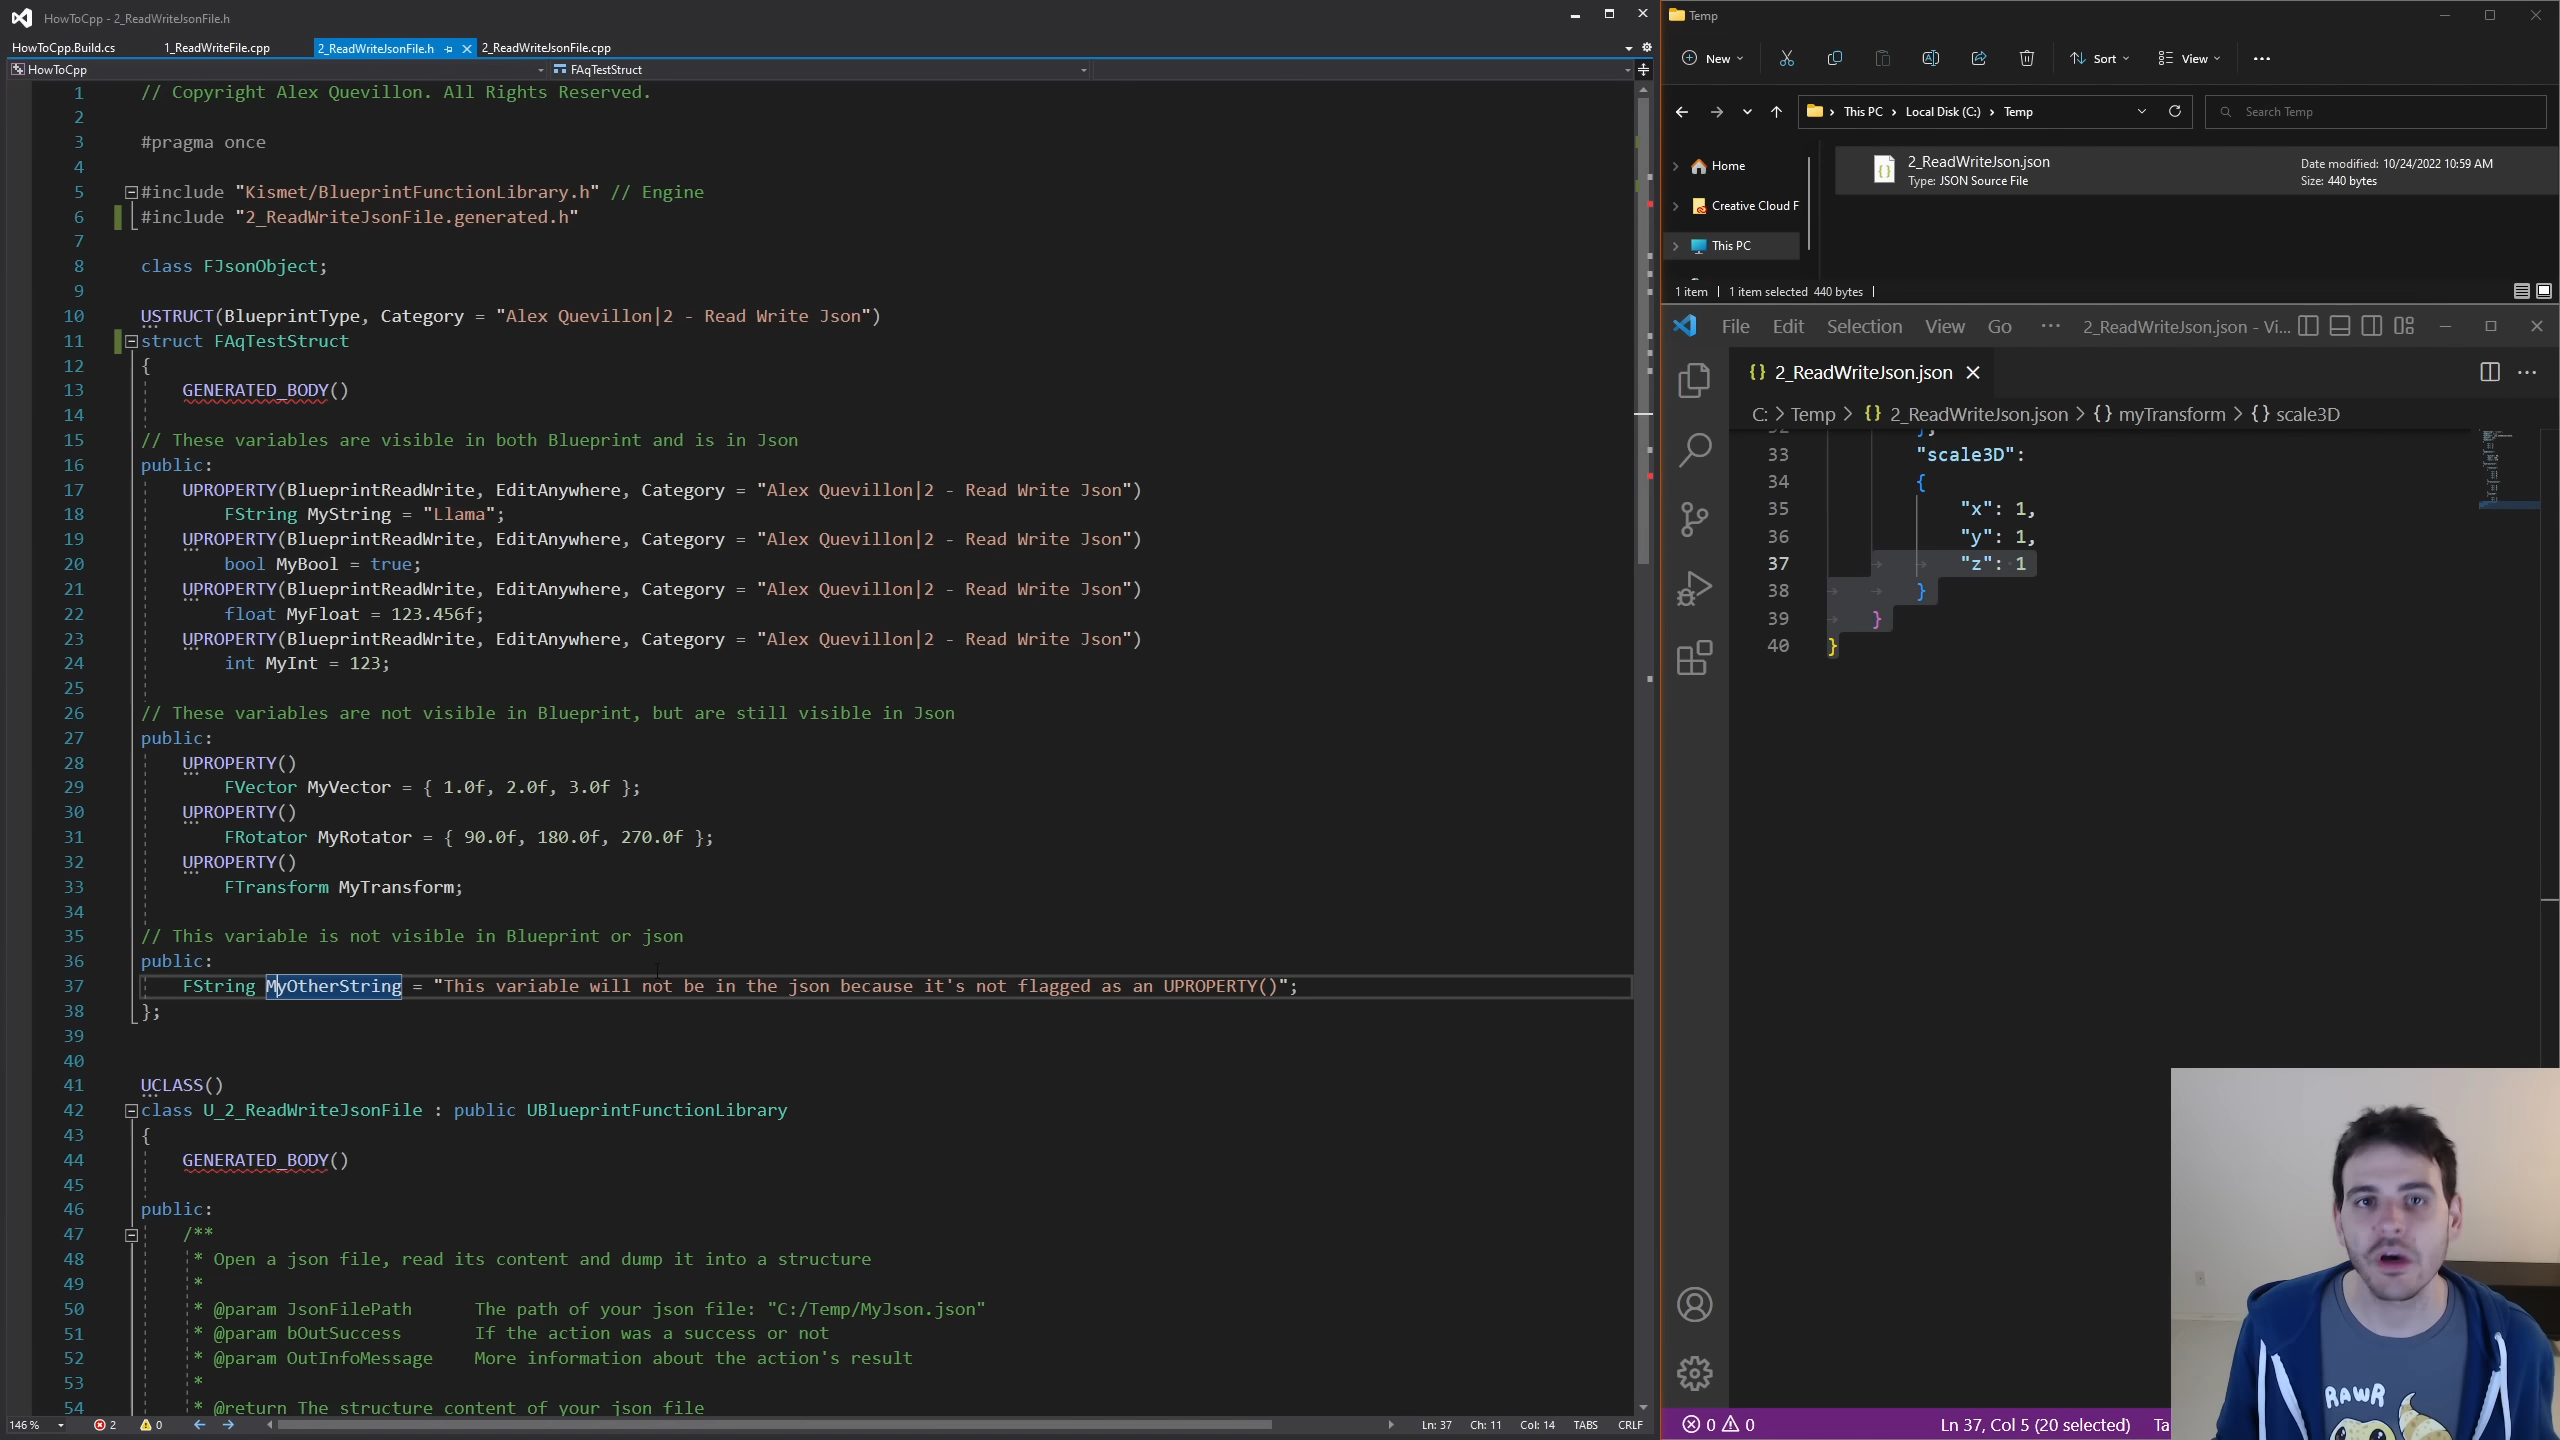 HowToCpp - 2_ReadWriteJsonFile.h
HowToCpp.Build.cs 1_ReadWriteFile.cpp 2_ReadWriteJsonFile.h 2_ReadWriteJsonFile.cpp
HowToCpp FAqTestStruct
1 // Copyright Alex Quevillon. All Rights Reserved.
2
3 #pragma once
4
5 #include "Kismet/BlueprintFunctionLibrary.h" // Engine
6 #include "2_ReadWriteJsonFile.generated.h"
7
8 class FJsonObject;
9
10 USTRUCT(BlueprintType, Category = "Alex Quevillon|2 - Read Write Json")
11 struct FAqTestStruct
12 {
13 GENERATED_BODY()
14
15 // These variables are visible in both Blueprint and is in Json
16 public:
17 UPROPERTY(BlueprintReadWrite, EditAnywhere, Category = "Alex Quevillon|2 - Read Write Json")
18 FString MyString = "Llama";
19 UPROPERTY(BlueprintReadWrite, EditAnywhere, Category = "Alex Quevillon|2 - Read Write Json")
20 bool MyBool = true;
21 UPROPERTY(BlueprintReadWrite, EditAnywhere, Category = "Alex Quevillon|2 - Read Write Json")
22 float MyFloat = 123.456f;
23 UPROPERTY(BlueprintReadWrite, EditAnywhere, Category = "Alex Quevillon|2 - Read Write Json")
24 int MyInt = 123;
25
26 // These variables are not visible in Blueprint, but are still visible in Json
27 public:
28 UPROPERTY()
29 FVector MyVector = { 1.0f, 2.0f, 3.0f };
30 UPROPERTY()
31 FRotator MyRotator = { 90.0f, 180.0f, 270.0f };
32 UPROPERTY()
33 FTransform MyTransform;
34
35 // This variable is not visible in Blueprint or json
36 public:
37 FString MyOtherString = "This variable will not be in the json because it's not flagged as an UPROPERTY()";
38 };
39
40
41 UCLASS()
42 class U_2_ReadWriteJsonFile : public UBlueprintFunctionLibrary
43 {
44 GENERATED_BODY()
45
46 public:
47 /**
48 * Open a json file, read its content and dump it into a structure
49 *
50 * @param JsonFilePath The path of your json file: "C:/Temp/MyJson.json"
51 * @param bOutSuccess If the action was a success or not
52 * @param OutInfoMessage More information about the action's result
53 *
54 * @return The structure content of your json file
146 % 2 0 Ln: 37 Ch: 11 Col: 14 TABS CRLF
Temp
New Sort View ...
This PC Local Disk (C:) Temp Search Temp
Home
Creative Cloud F
This PC
2_ReadWriteJson.json Date modified: 10/24/2022 10:59 AM
Type: JSON Source File Size: 440 bytes
1 item 1 item selected 440 bytes
File Edit Selection View Go ... 2_ReadWriteJson.json - Vi...
{} 2_ReadWriteJson.json
C: > Temp > {} 2_ReadWriteJson.json > {} myTransform > {} scale3D
32 },
33 "scale3D":
34 {
35 "x": 1,
36 "y": 1,
37 "z": 1
38 }
39 }
40 }
RAWR
0 0 Ln 37, Col 5 (20 selected) Ta